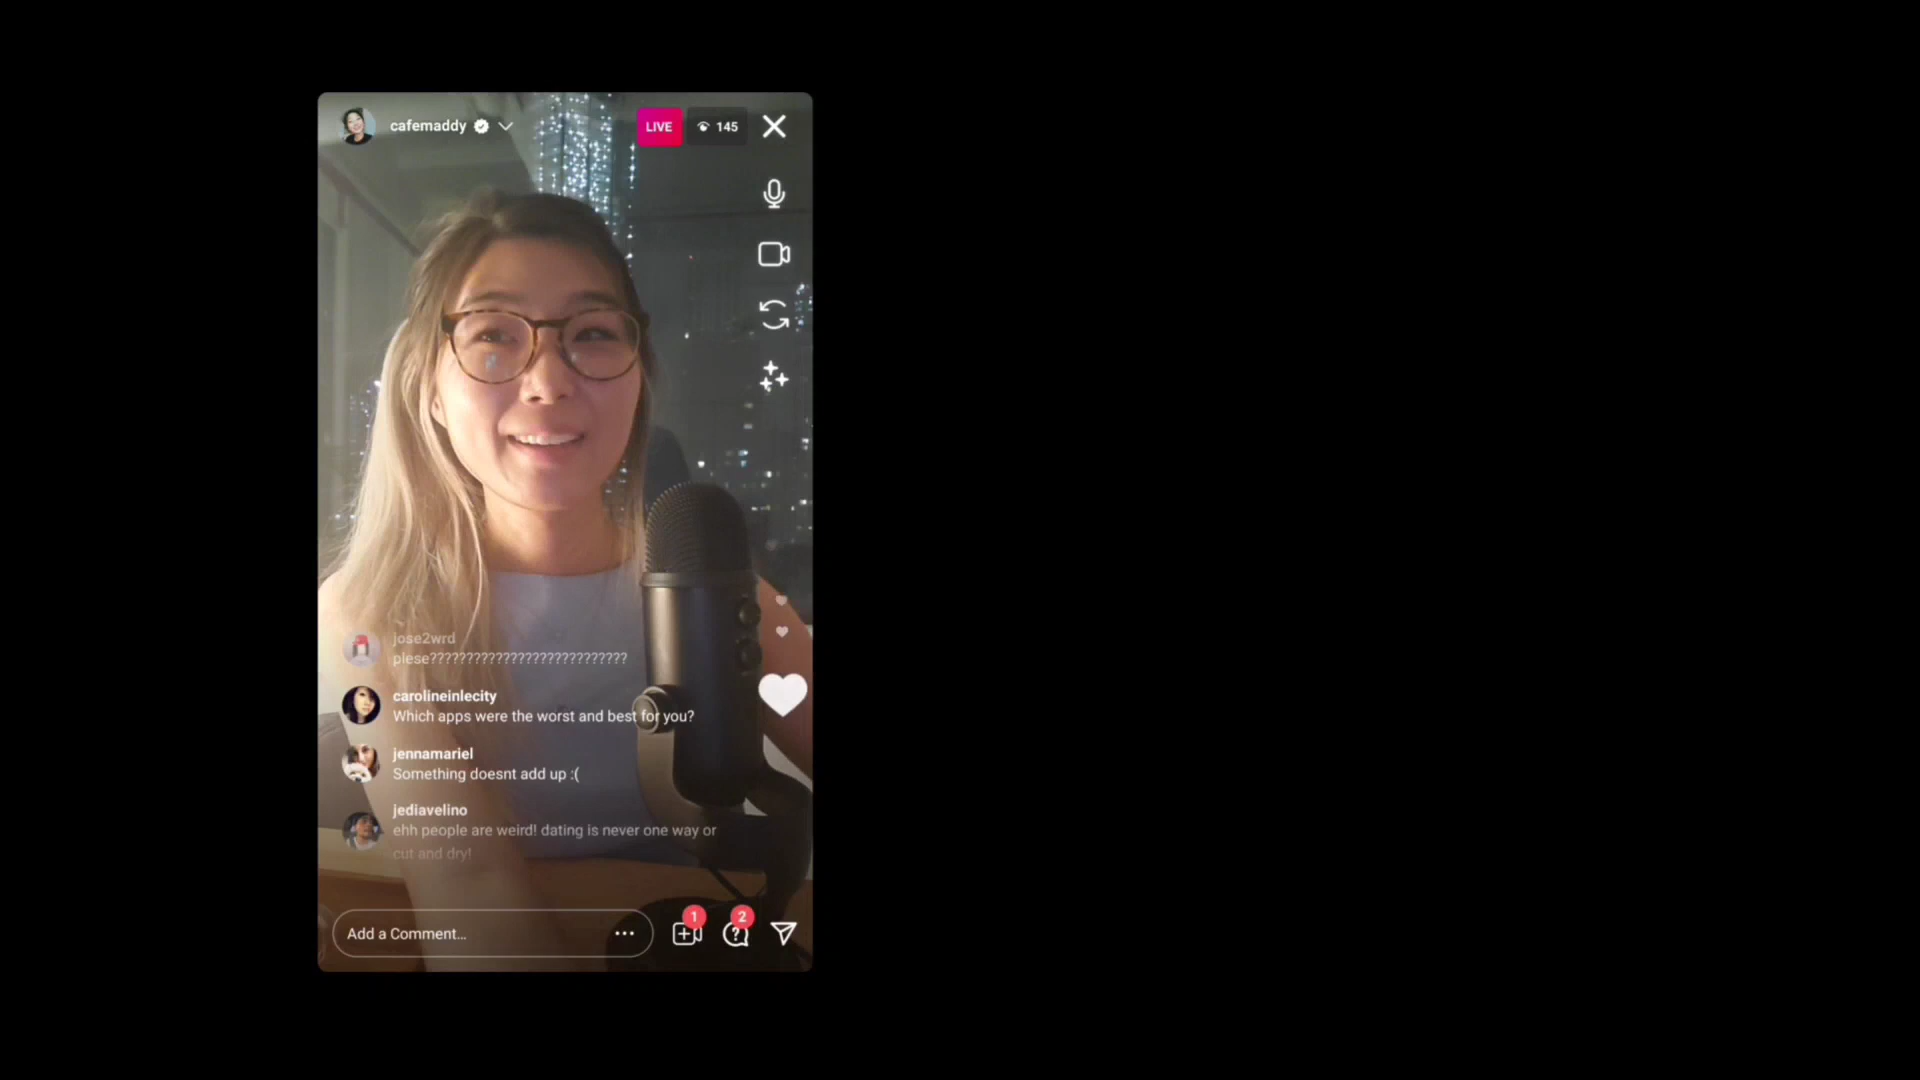 cafemaddy
LIVE
145
jose2wrd
plese???????????????????????????
carolineinlecity
Which apps were the worst and best for you?
jennamariel
Something doesnt add up :(
jediavelino
ehh people are weird! dating is never one way or
cut and dry!
Add a Comment...
1
2